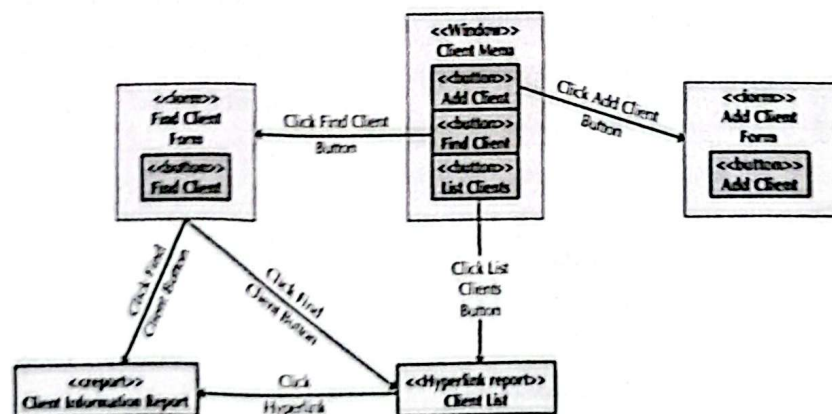 <<Window>>
Client Menu
<<button>>
Add Client
<<button>>
Find Client
<<button>>
List Clients
<<form>>
Find Client
Form
<<button>>
Find Client
Click Find Client
Button
Click Add Client
Button
<<form>>
Add Client
Form
<<button>>
Add Client
Click Find
Client Button
Click Find
Client Button
Click List
Clients
Button
<<report>>
Client Information Report
Click
Hyperlink
<<Hyperlink report>>
Client List